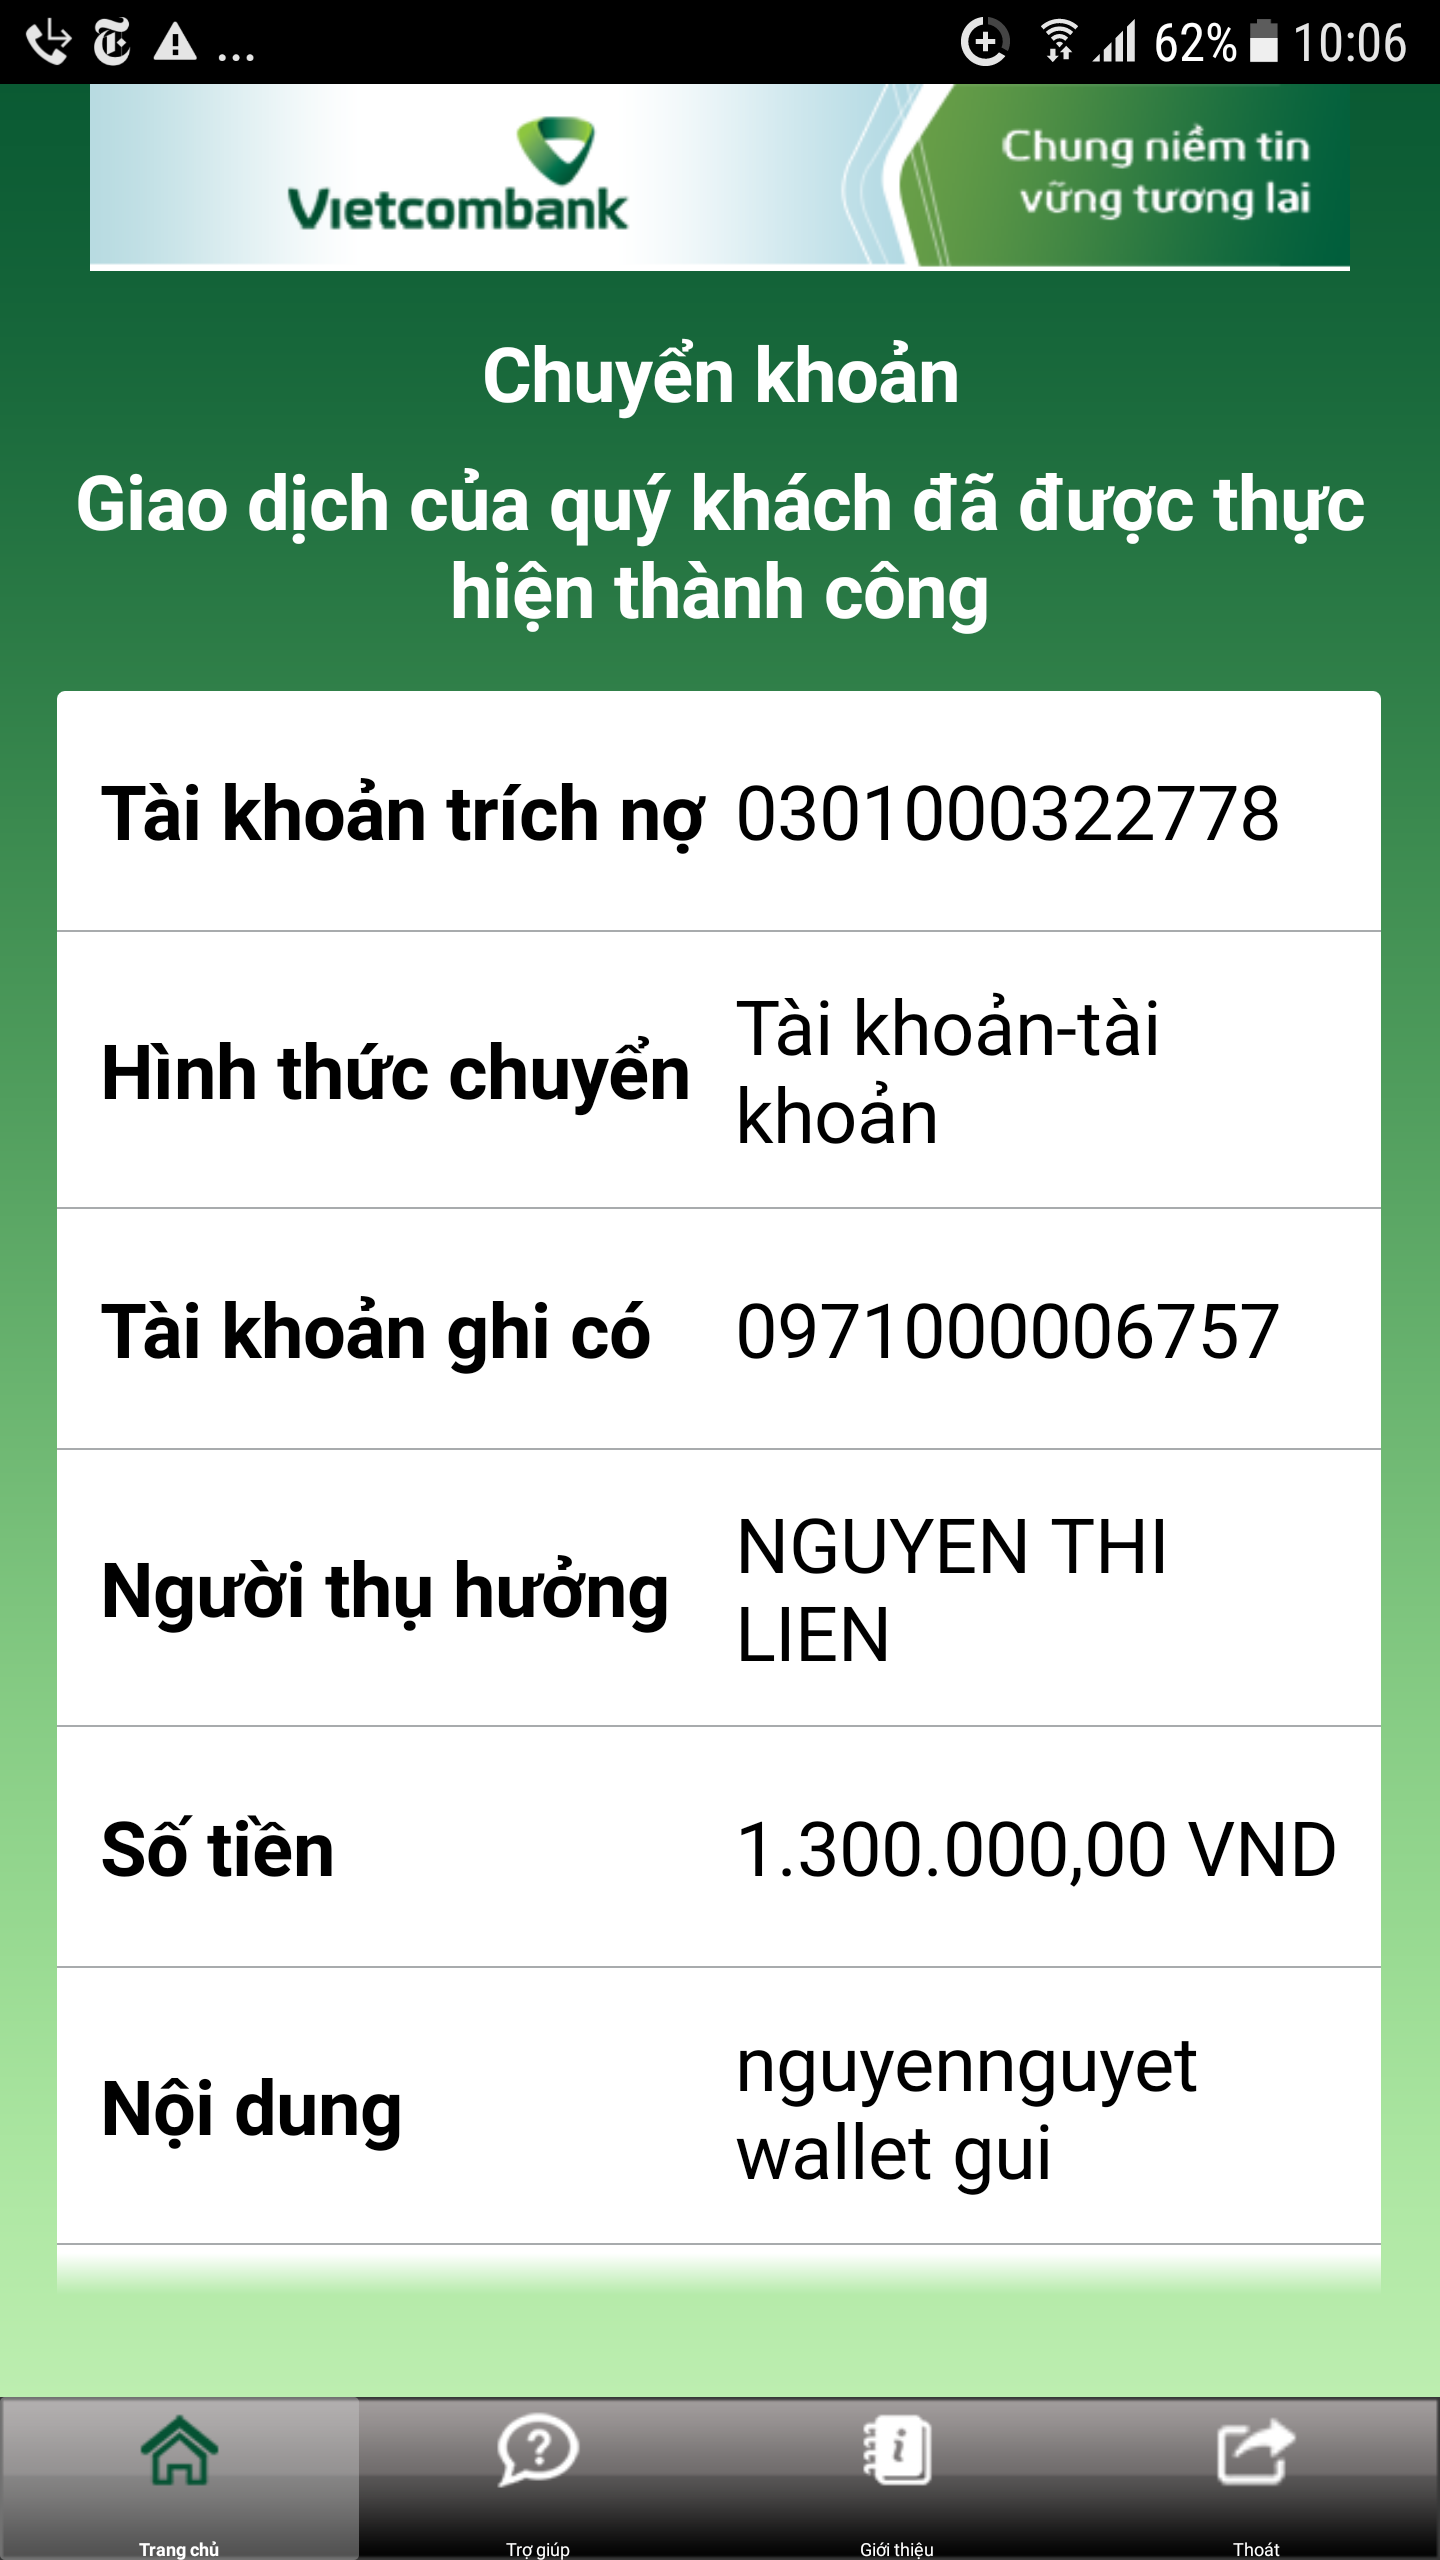 62% 10:06
Vietcombank
Chung niềm tin
vững tương lai
Chuyển khoản
Giao dịch của quý khách đã được thực
hiện thành công
Tài khoản trích nợ 0301000322778
Hình thức chuyển Tài khoản-tài
khoản
Tài khoản ghi có 0971000006757
Người thụ hưởng NGUYEN THI
LIEN
Số tiền 1.300.000,00 VND
Nội dung nguyennguyet
wallet gui
Trang chủ Trợ giúp Giới thiệu Thoát